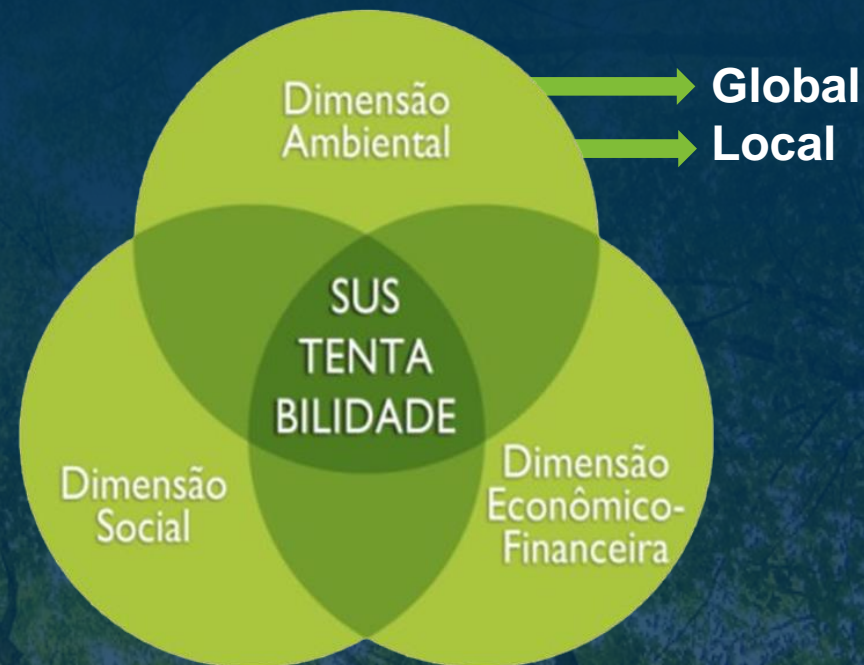 Dimensão
Ambiental
Global
Local
SUS
TENTA
BILIDADE
Dimensão
Social
Dimensão
Econômico-
Financeira